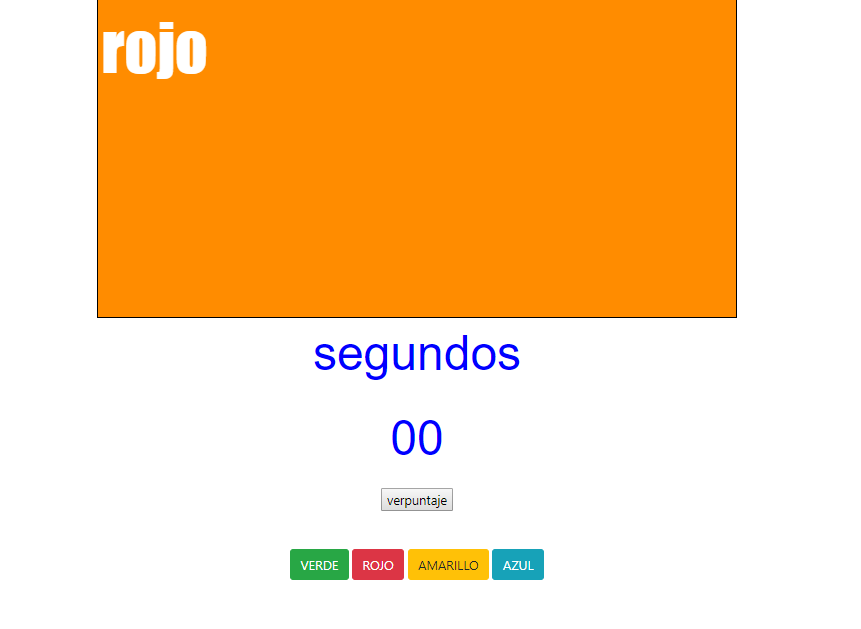 rojo
segundos
00
verpuntaje
VERDE ROJO AMARILLO AZUL